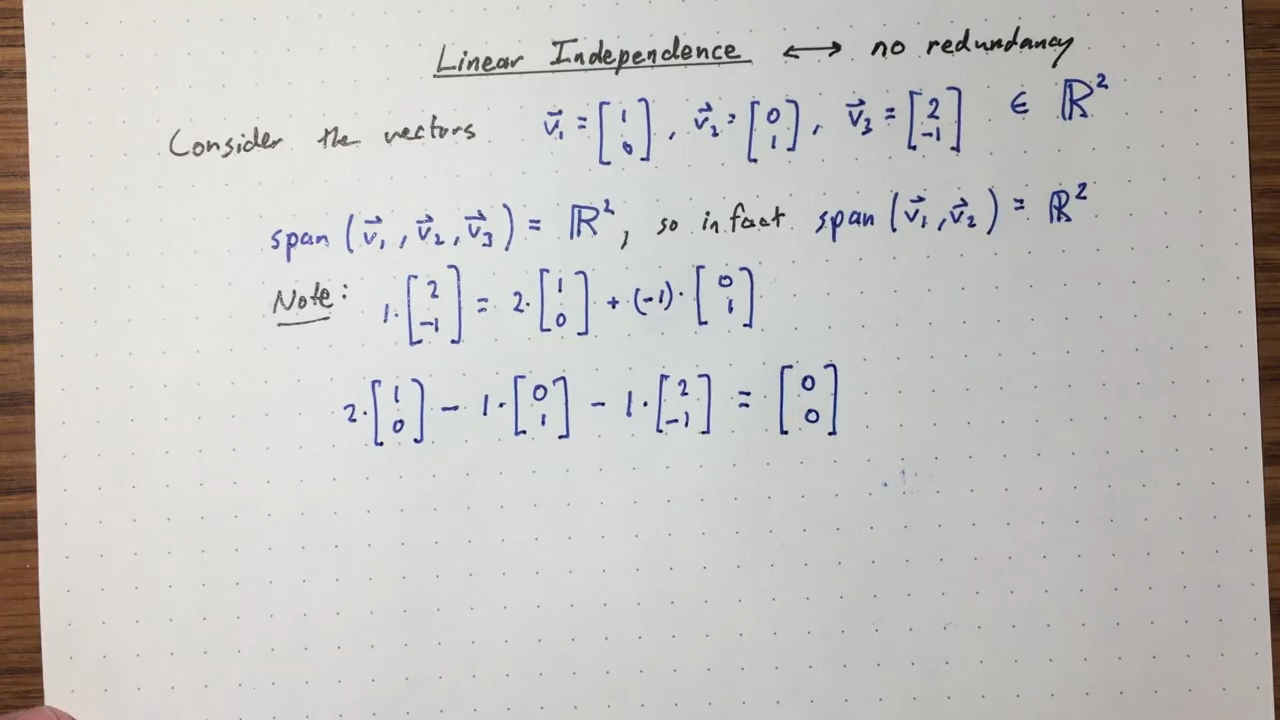 Linear Independence ⟷ no redundancy
Consider the vectors v⃗₁ = [1 0], v⃗₂ = [0 1], v⃗₃ = [2 -1] ∈ ℝ²
span (v⃗₁, v⃗₂, v⃗₃) = ℝ², so in fact span (v⃗₁, v⃗₂) = ℝ²
Note: 1·[2 -1] = 2·[1 0] + (-1)·[0 1]
2·[1 0] - 1·[0 1] - 1·[2 -1] = [0 0]